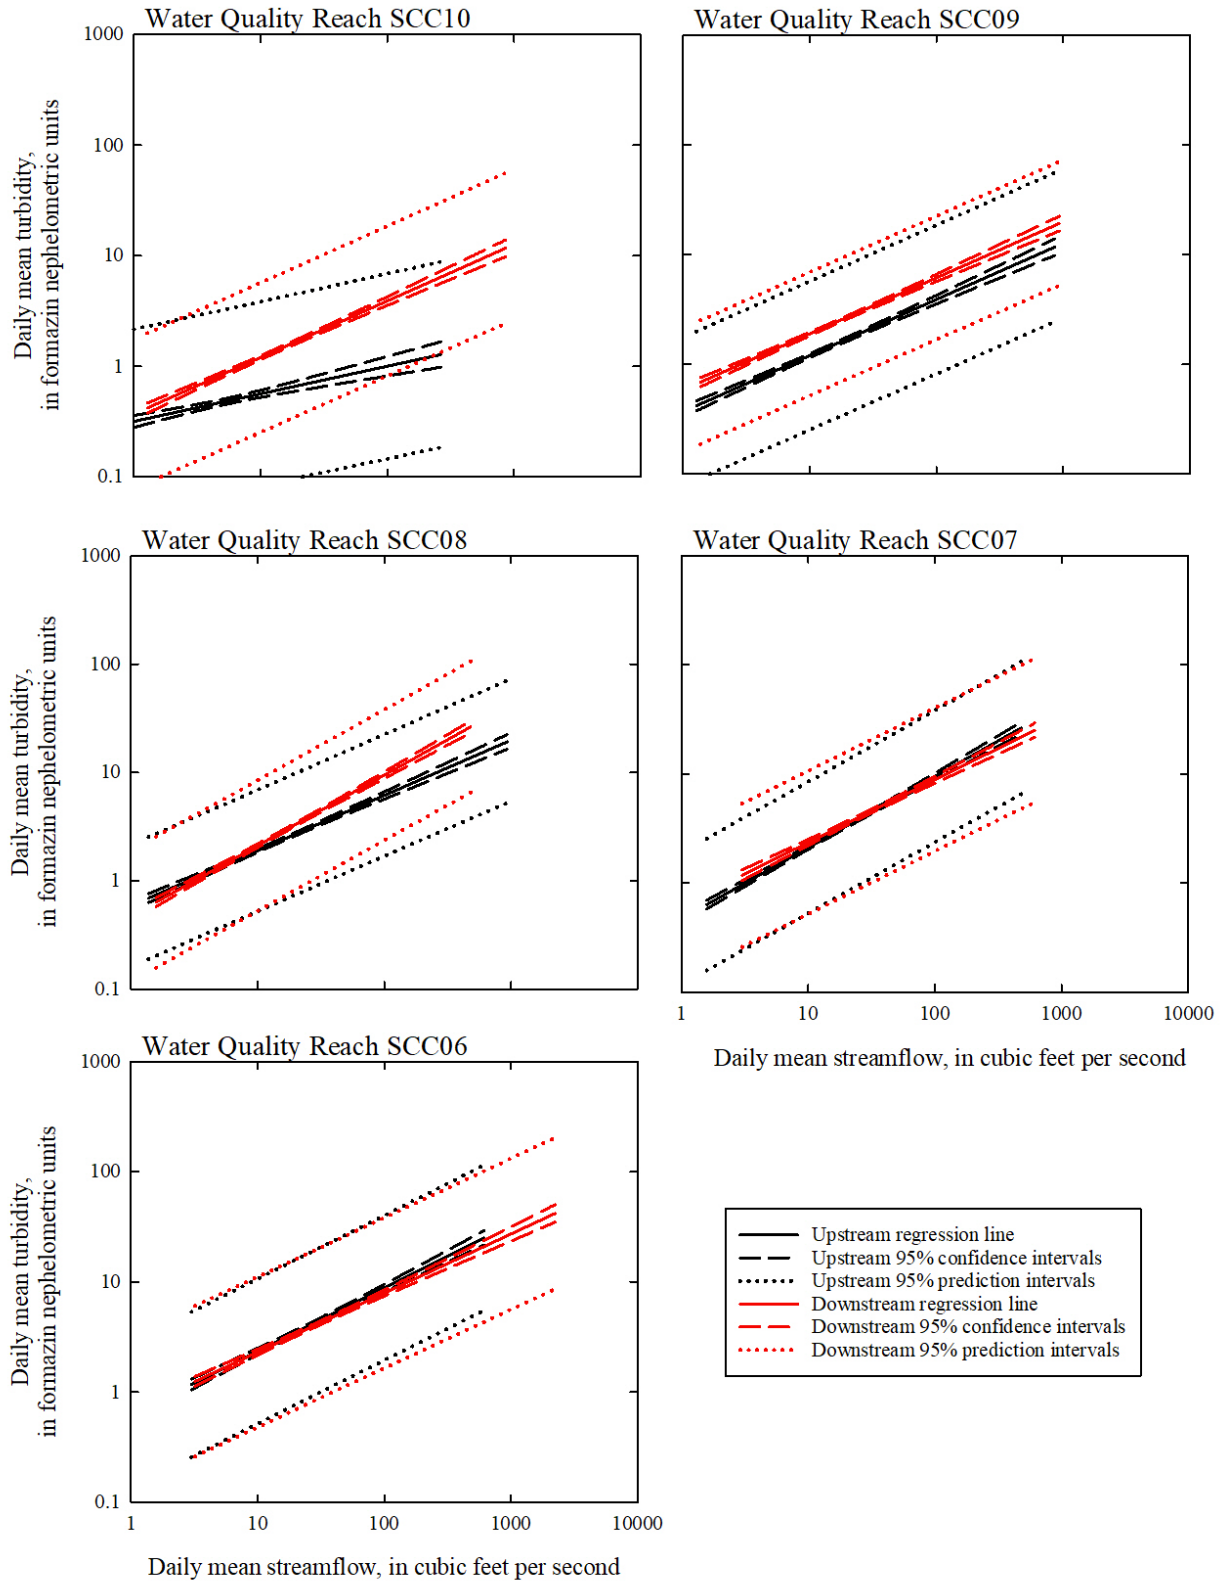 Water Quality Reach SCC10
Water Quality Reach SCC09
1000
100
10
1
0.1
Daily mean turbidity,
in formazin nephelometric units
Water Quality Reach SCC08
Water Quality Reach SCC07
1000
100
10
1
0.1
Daily mean turbidity,
in formazin nephelometric units
1
10
100
1000
10000
Daily mean streamflow, in cubic feet per second
Water Quality Reach SCC06
1000
100
10
1
0.1
Daily mean turbidity,
in formazin nephelometric units
1
10
100
1000
10000
Daily mean streamflow, in cubic feet per second
Upstream regression line
Upstream 95% confidence intervals
Upstream 95% prediction intervals
Downstream regression line
Downstream 95% confidence intervals
Downstream 95% prediction intervals